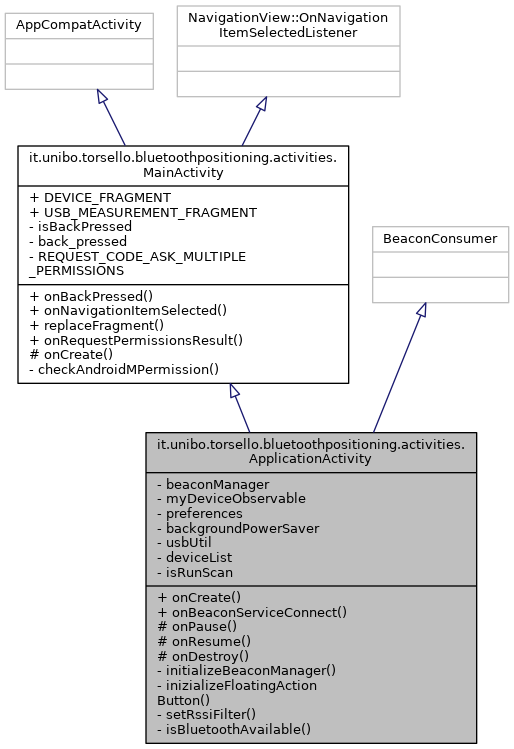 AppCompatActivity
NavigationView::OnNavigation
ItemSelectedListener
it.unibo.torsello.bluetoothpositioning.activities.
MainActivity
+ DEVICE_FRAGMENT
+ USB_MEASUREMENT_FRAGMENT
- isBackPressed
- back_pressed
- REQUEST_CODE_ASK_MULTIPLE
_PERMISSIONS
+ onBackPressed()
+ onNavigationItemSelected()
+ replaceFragment()
+ onRequestPermissionsResult()
# onCreate()
- checkAndroidMPermission()
BeaconConsumer
it.unibo.torsello.bluetoothpositioning.activities.
ApplicationActivity
- beaconManager
- myDeviceObservable
- preferences
- backgroundPowerSaver
- usbUtil
- deviceList
- isRunScan
+ onCreate()
+ onBeaconServiceConnect()
# onPause()
# onResume()
# onDestroy()
- initializeBeaconManager()
- inizializeFloatingAction
Button()
- setRssiFilter()
- isBluetoothAvailable()